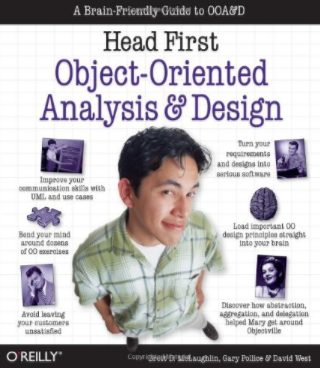 A Brain-Friendly Guide to OOA&D
Head First
Object-Oriented
Analysis & Design
Improve your
communication skills with
UML and use cases
Turn your
requirements
and designs into
serious software
Bend your mind
around dozens
of OO exercises
Load important OO
design principles straight
into your brain
Avoid leaving
your customers
unsatisfied
Discover how abstraction,
aggregation, and delegation
helped Mary get around
Objectville
O'REILLY®
Copyrighted Material
Brett D. McLaughlin, Gary Pollice & David West